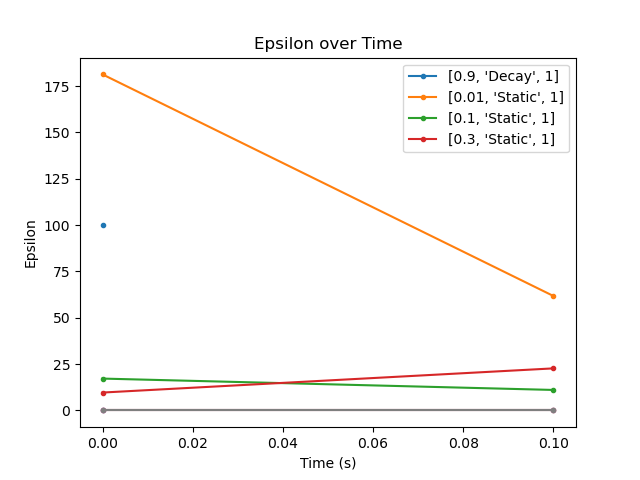 Epsilon over Time
[0.9, 'Decay', 1]
[0.01, 'Static', 1]
[0.1, 'Static', 1]
[0.3, 'Static', 1]
175
150
125
100
75
50
25
0
Epsilon
0.00 0.02 0.04 0.06 0.08 0.10
Time (s)